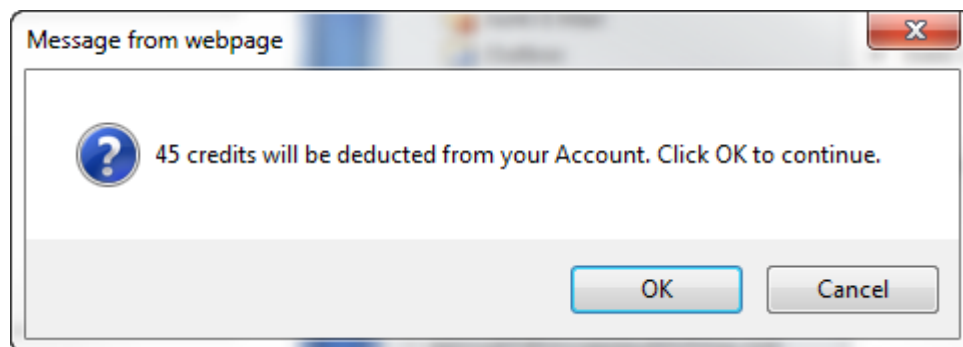 Message from webpage
45 credits will be deducted from your Account. Click OK to continue.
OK
Cancel